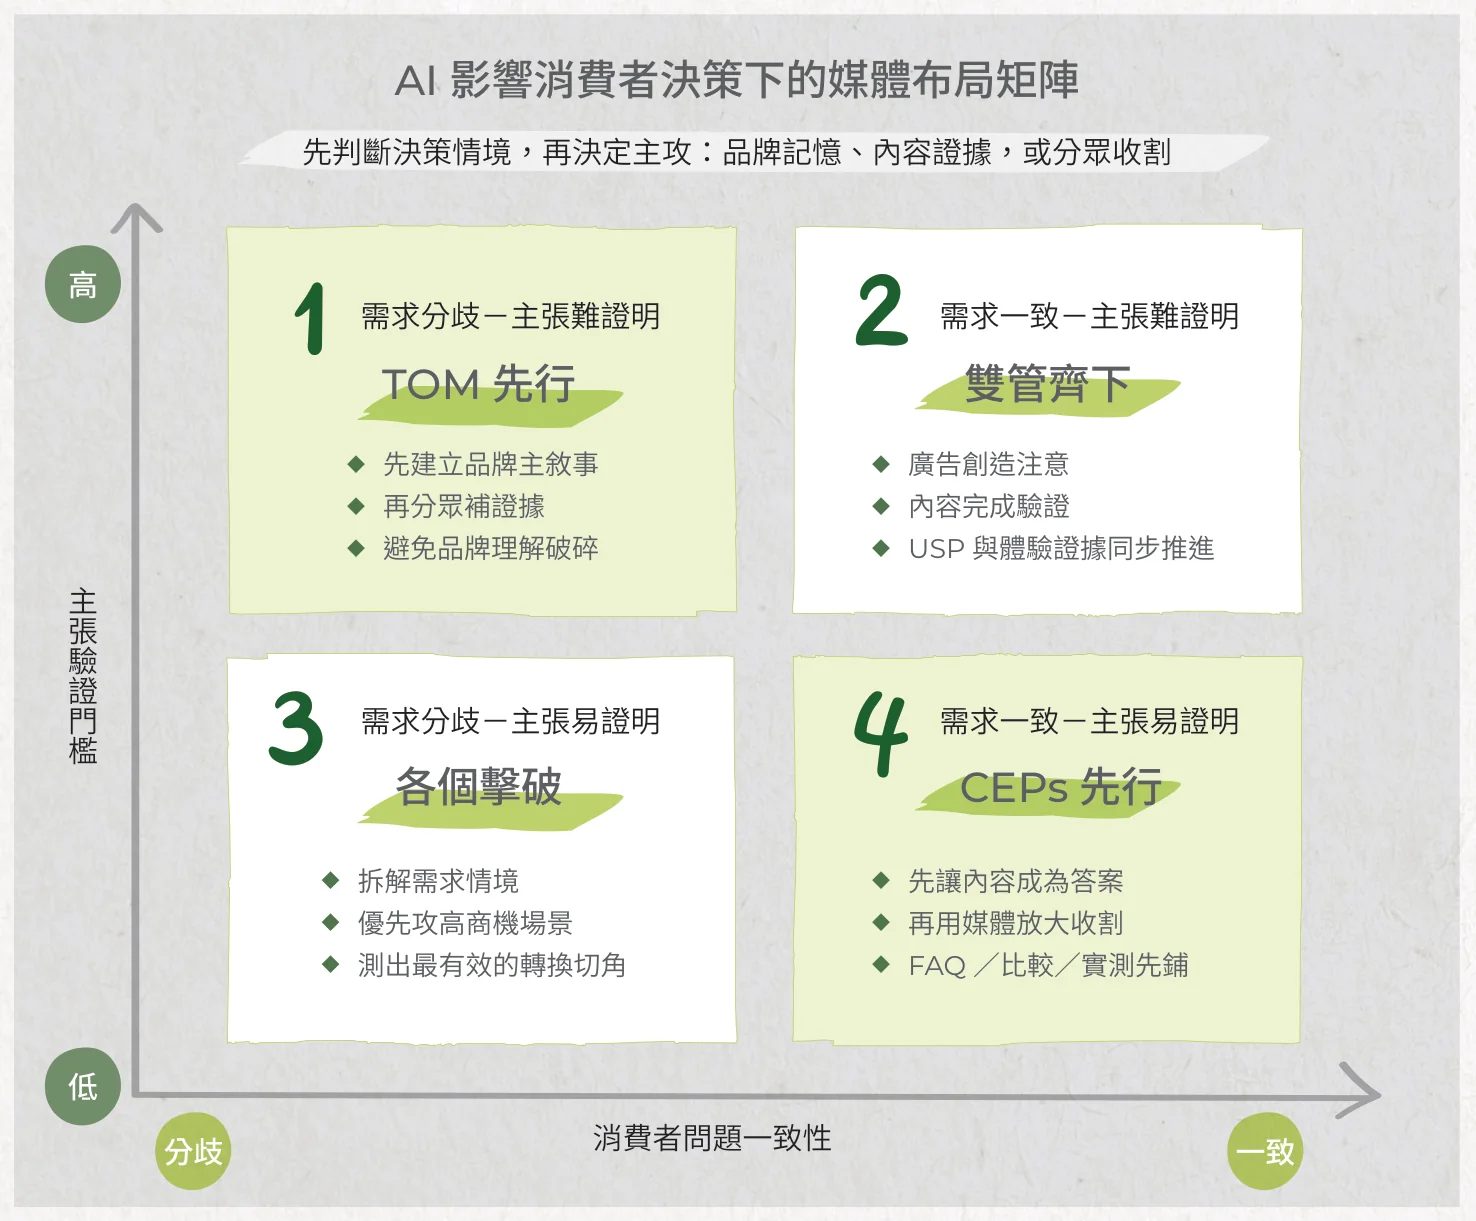 AI 影響消費者決策下的媒體布局矩陣
先判斷決策情境，再決定主攻：品牌記憶、內容證據，或分眾收割
高
主張驗證門檻
低
1
需求分歧－主張難證明
TOM 先行
◆ 先建立品牌主敘事
◆ 再分眾補證據
◆ 避免品牌理解破碎
2
需求一致－主張難證明
雙管齊下
◆ 廣告創造注意
◆ 內容完成驗證
◆ USP 與體驗證據同步推進
3
需求分歧－主張易證明
各個擊破
◆ 拆解需求情境
◆ 優先攻高商機場景
◆ 測出最有效的轉換切角
4
需求一致－主張易證明
CEPs 先行
◆ 先讓內容成為答案
◆ 再用媒體放大收割
◆ FAQ ／比較／實測先鋪
分歧
消費者問題一致性
一致